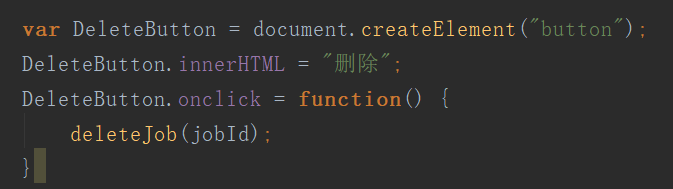 var DeleteButton = document.createElement("button");
DeleteButton.innerHTML = "删除";
DeleteButton.onclick = function() {
    deleteJob(jobId);
}